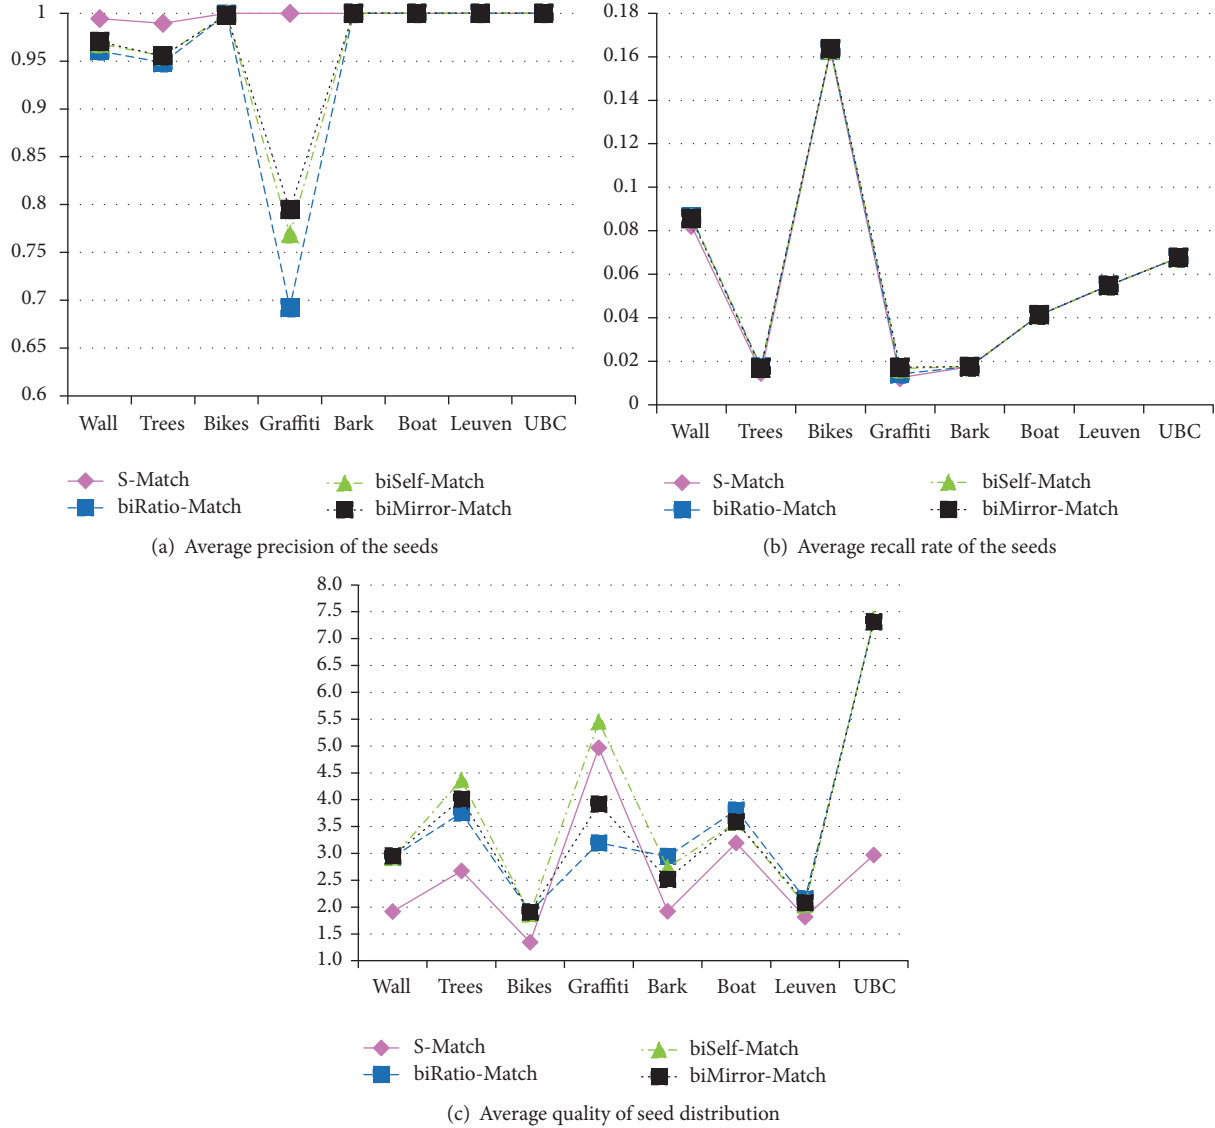 1
0.95
0.9
0.85
0.8
0.75
0.7
0.65
0.6
Wall Trees Bikes Graffiti Bark Boat Leuven UBC
S-Match
biRatio-Match
biSelf-Match
biMirror-Match
(a) Average precision of the seeds
0.18
0.16
0.14
0.12
0.1
0.08
0.06
0.04
0.02
0
Wall Trees Bikes Graffiti Bark Boat Leuven UBC
S-Match
biRatio-Match
biSelf-Match
biMirror-Match
(b) Average recall rate of the seeds
8.0
7.5
7.0
6.5
6.0
5.5
5.0
4.5
4.0
3.5
3.0
2.5
2.0
1.5
1.0
Wall Trees Bikes Graffiti Bark Boat Leuven UBC
S-Match
biRatio-Match
biSelf-Match
biMirror-Match
(c) Average quality of seed distribution